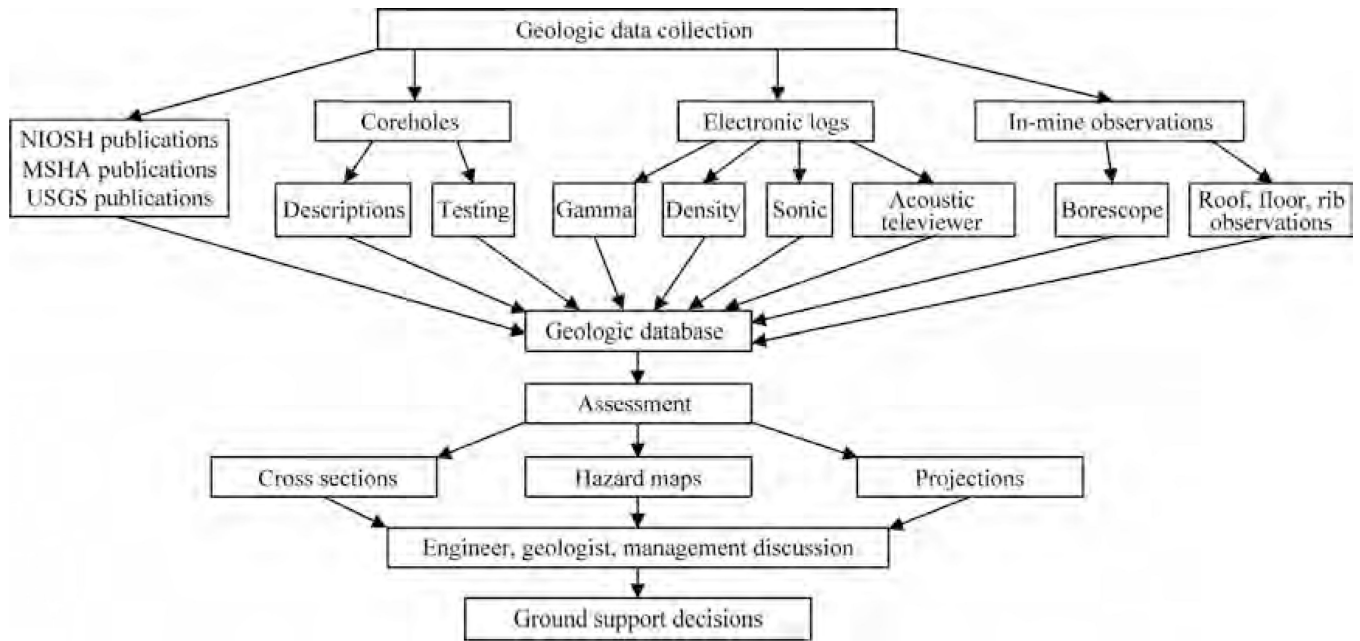 Geologic data collection
NIOSH publications
MSHA publications
USGS publications
Coreholes
Electronic logs
In-mine observations
Descriptions
Testing
Gamma
Density
Sonic
Acoustic
televiewer
Borescope
Roof, floor, rib
observations
Geologic database
Assessment
Cross sections
Hazard maps
Projections
Engineer, geologist, management discussion
Ground support decisions